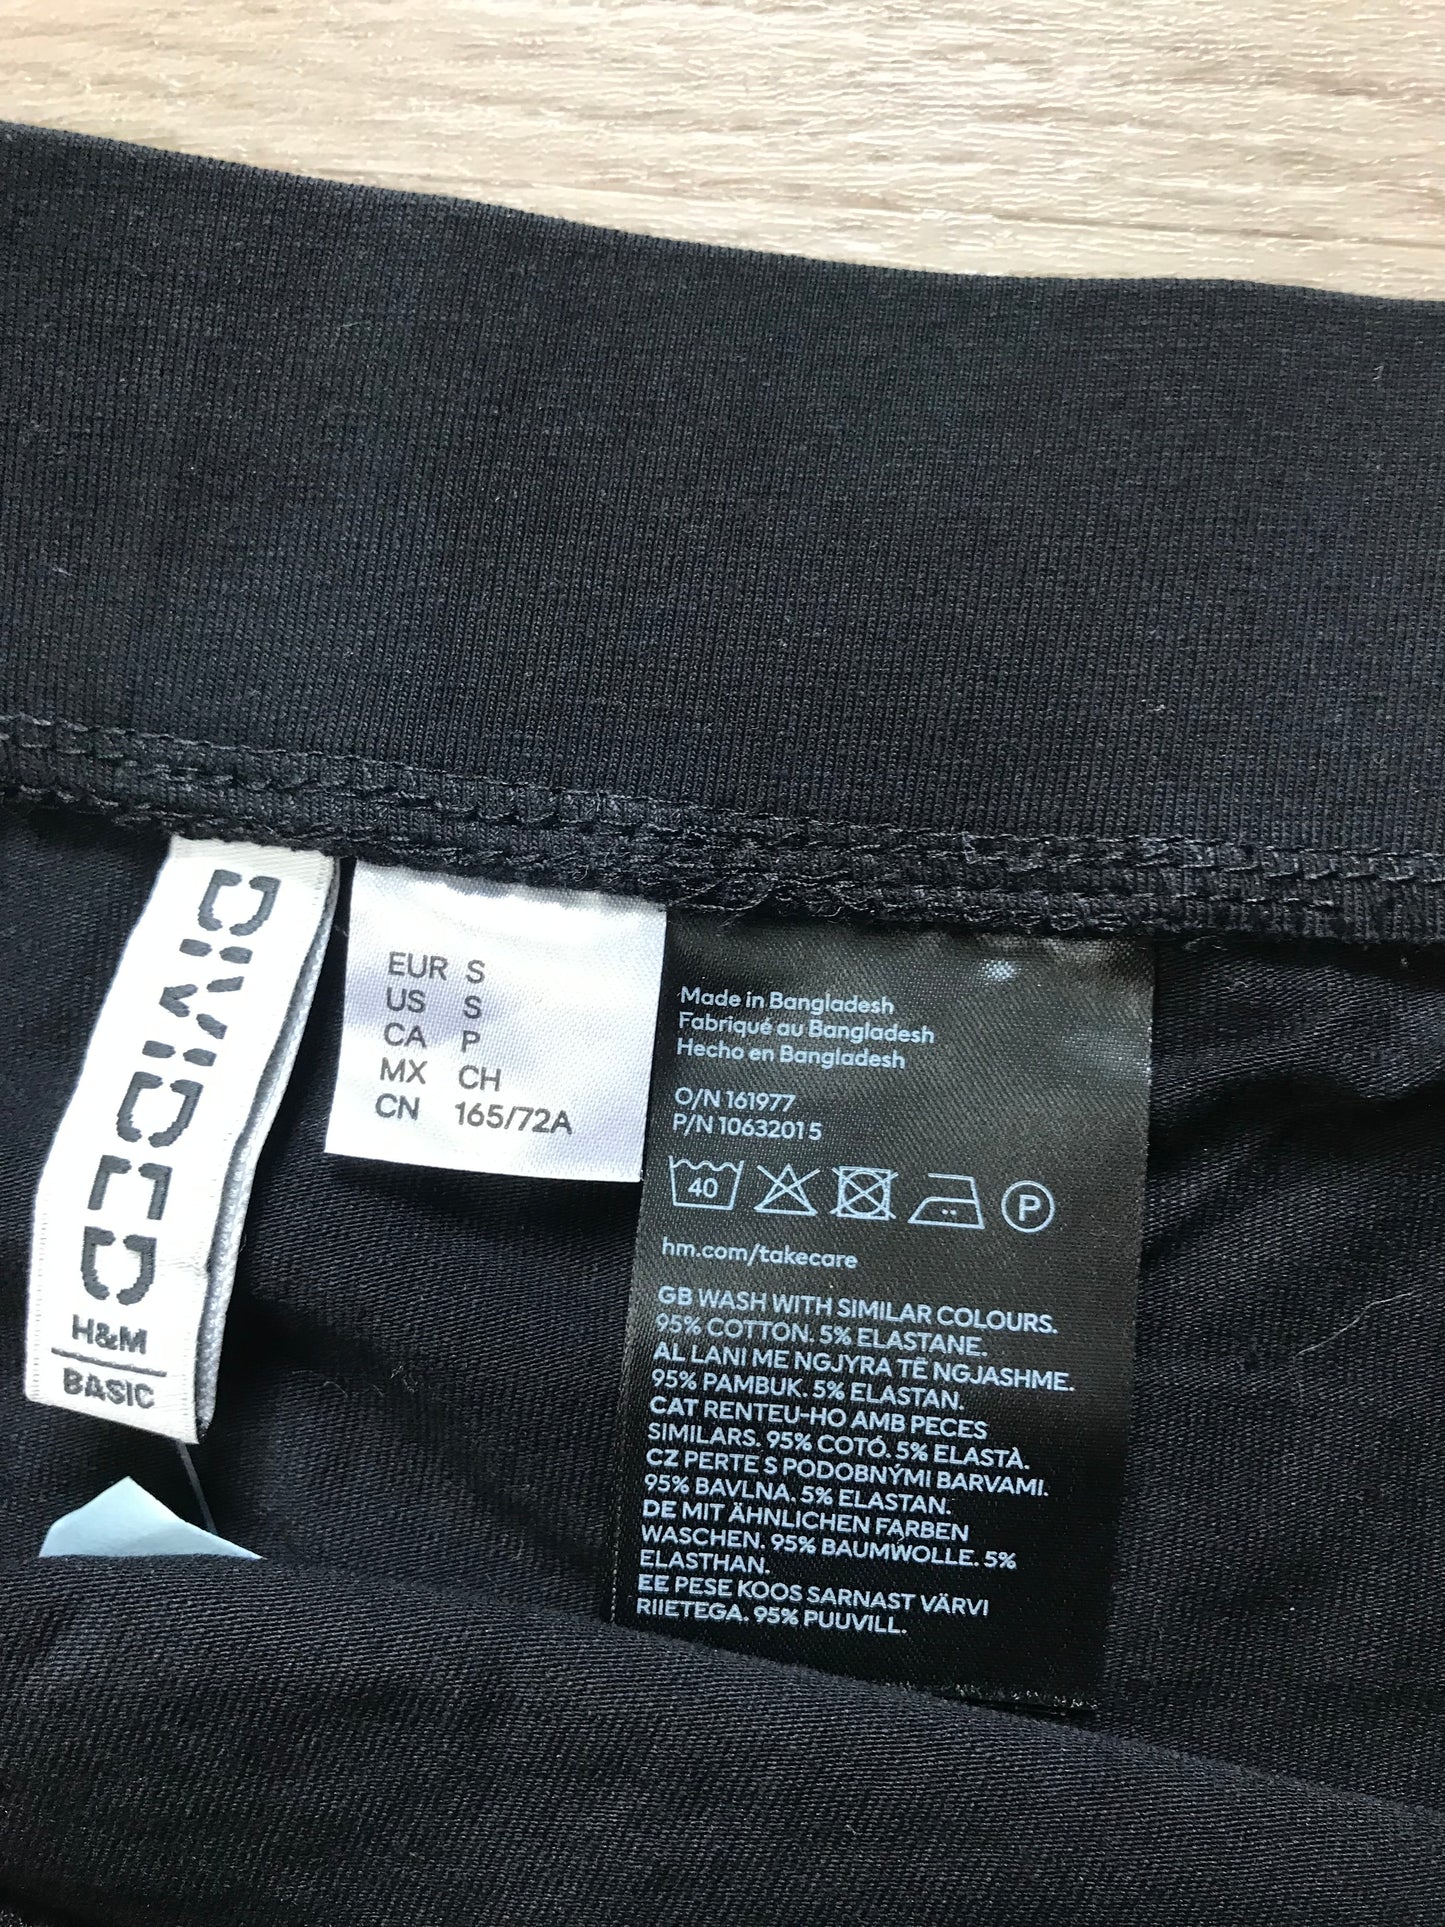 DIVIDED
H&M
BASIC
EUR S
US S
CA P
MX CH
CN 165/72A
Made in Bangladesh
Fabriqué au Bangladesh
Hecho en Bangladesh
O/N 161977
P/N 10632015
40
P
hm.com/takecare
GB WASH WITH SIMILAR COLOURS.
95% COTTON. 5% ELASTANE.
AL LANI ME NGJYRA TË NGJASHME.
95% PAMBUK. 5% ELASTAN.
CAT RENTEU-HO AMB PECES
SIMILARS. 95% COTÓ. 5% ELASTÀ.
CZ PERTE S PODOBNÝMI BARVAMI.
95% BAVLNA. 5% ELASTAN.
DE MIT ÄHNLICHEN FARBEN
WASCHEN. 95% BAUMWOLLE. 5%
ELASTHAN.
EE PESE KOOS SARNAST VÄRVI
RIIETEGA. 95% PUUVILL.